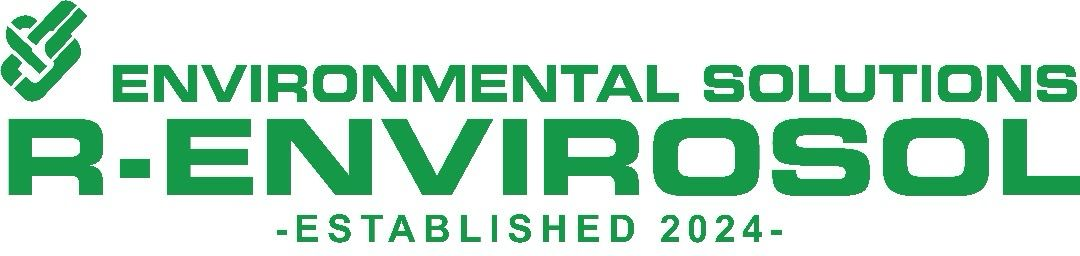 ENVIRONMENTAL SOLUTIONS
R-ENVIROSOL
-ESTABLISHED 2024-